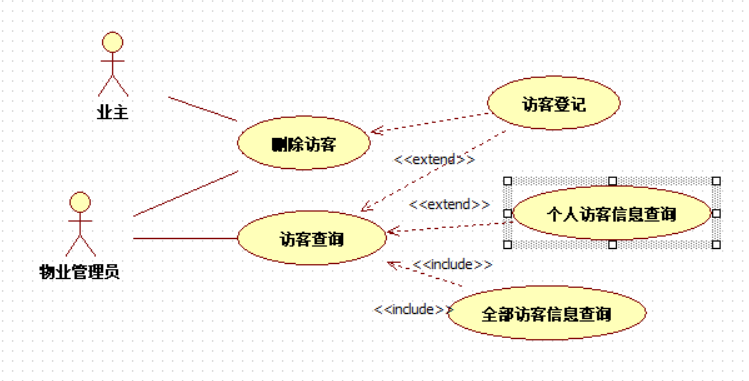 业主
访客登记
删除访客
<<extend>>
<<extend>>
个人访客信息查询
访客查询
物业管理员
<<include>>
<<include>>
全部访客信息查询